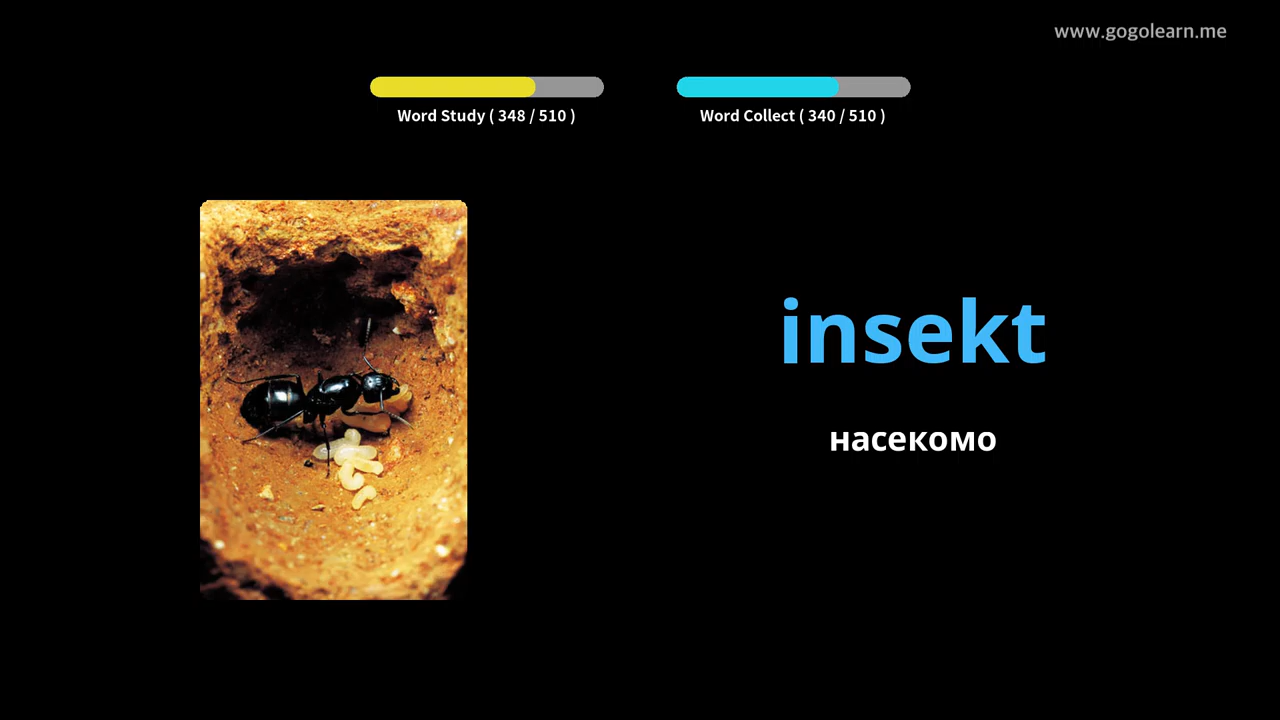 www.gogolearn.me
Word Study ( 348 / 510 )
Word Collect ( 340 / 510 )
insekt
насекомо